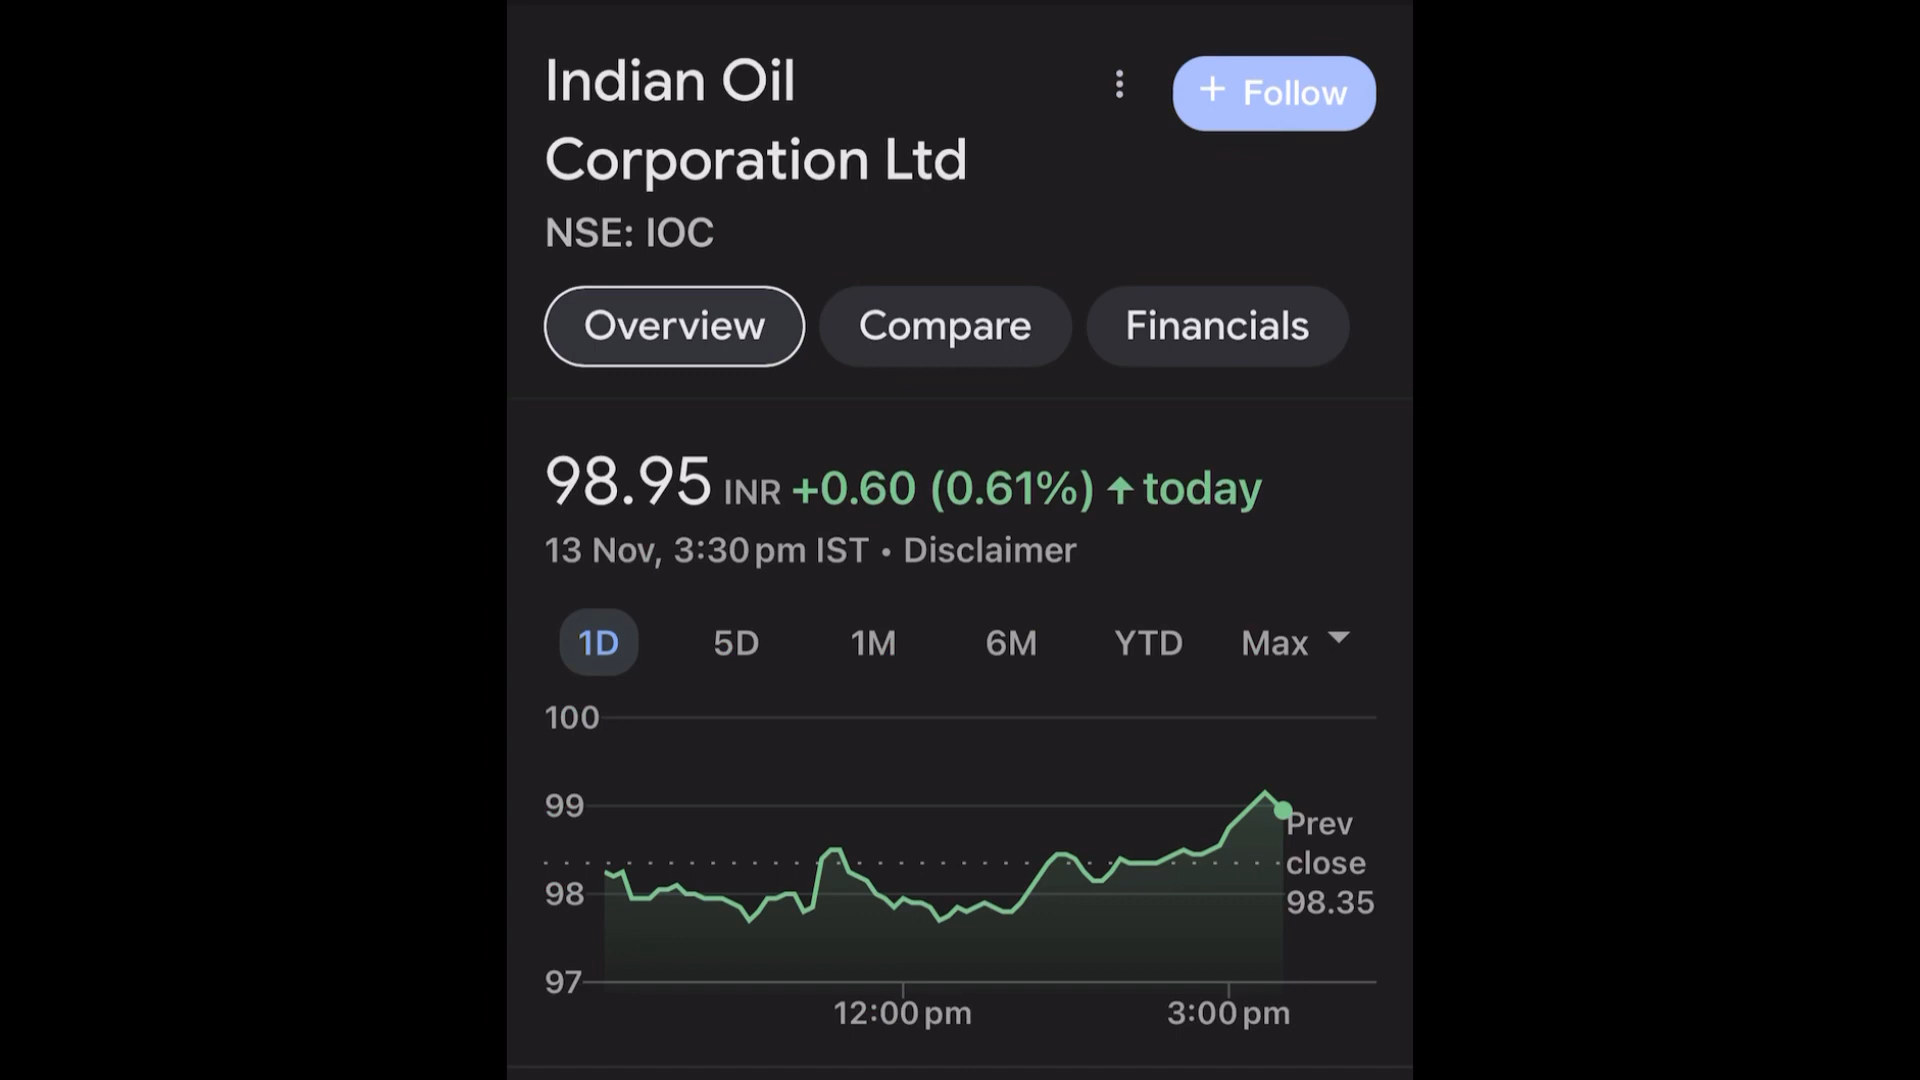 Indian Oil
Corporation Ltd
+ Follow
NSE: IOC
Overview Compare Financials
98.95 INR +0.60 (0.61%) ↑ today
13 Nov, 3:30 pm IST • Disclaimer
1D 5D 1M 6M YTD Max
100
99
98
97
Prev
close
98.35
12:00 pm 3:00 pm